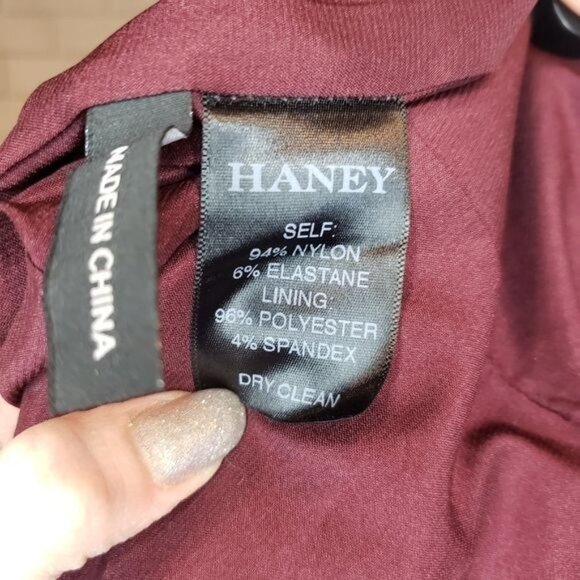 MADE IN CHINA
HANEY
SELF:
94% NYLON
6% ELASTANE
LINING:
96% POLYESTER
4% SPANDEX
DRY CLEAN